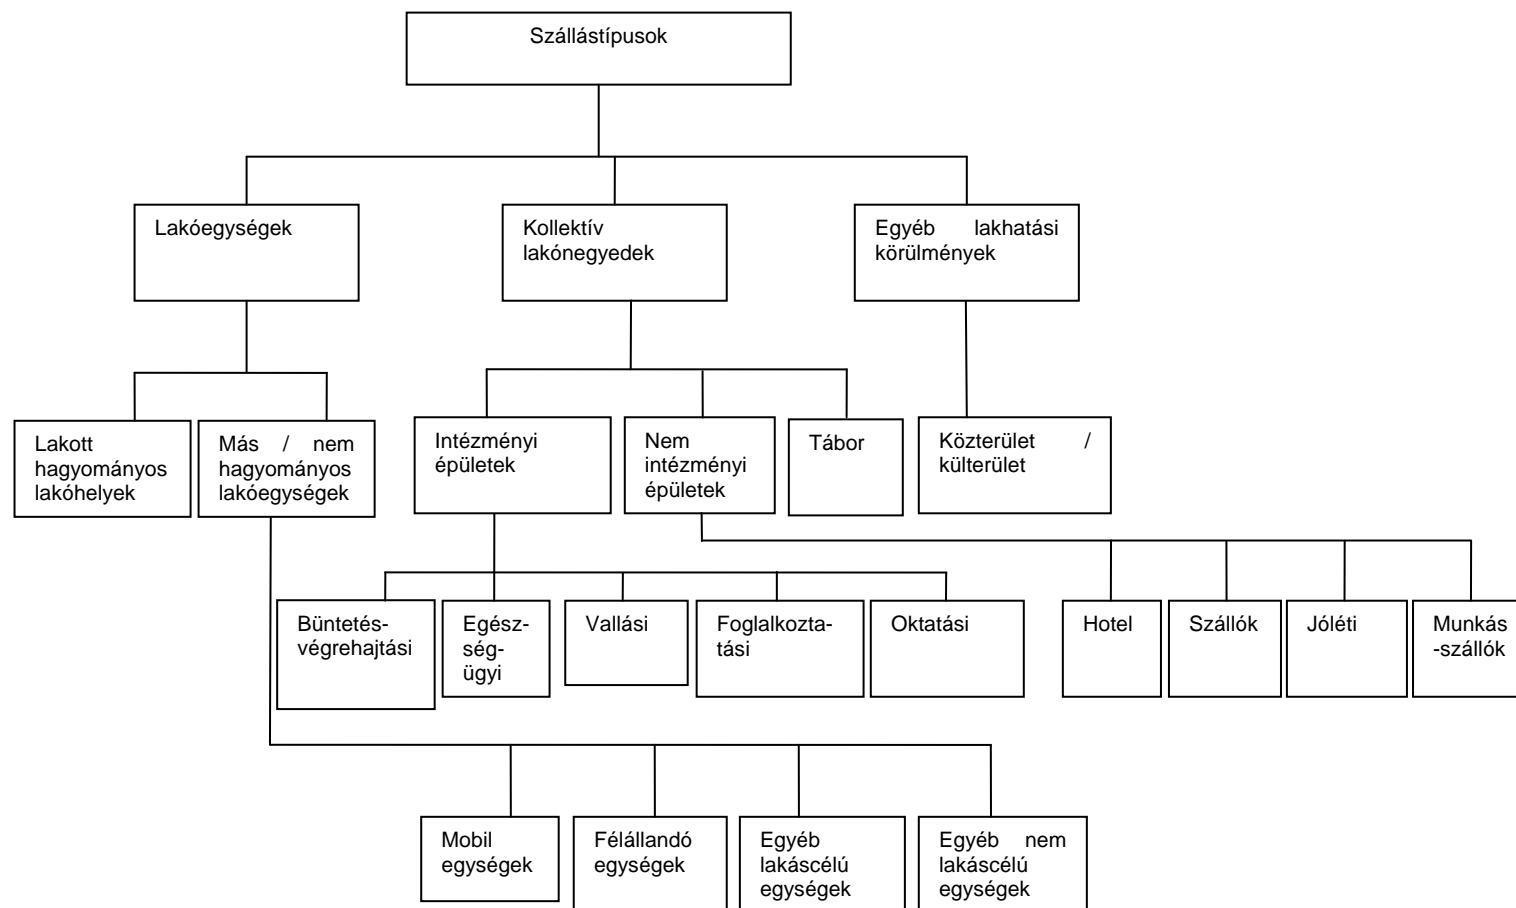 Szállástípusok
Lakóegységek
Kollektív
lakónegyedek
Egyéb lakhatási
körülmények
Lakott
hagyományos
lakóhelyek
Más / nem
hagyományos
lakóegységek
Intézményi
épületek
Nem
intézményi
épületek
Tábor
Közterület /
külterület
Büntetés-
végrehajtási
Egész-
ség-
ügyi
Vallási
Foglalkozta-
tási
Oktatási
Hotel
Szállók
Jóléti
Munkás
-szállók
Mobil
egységek
Félállandó
egységek
Egyéb
lakáscélú
egységek
Egyéb nem
lakáscélú
egységek